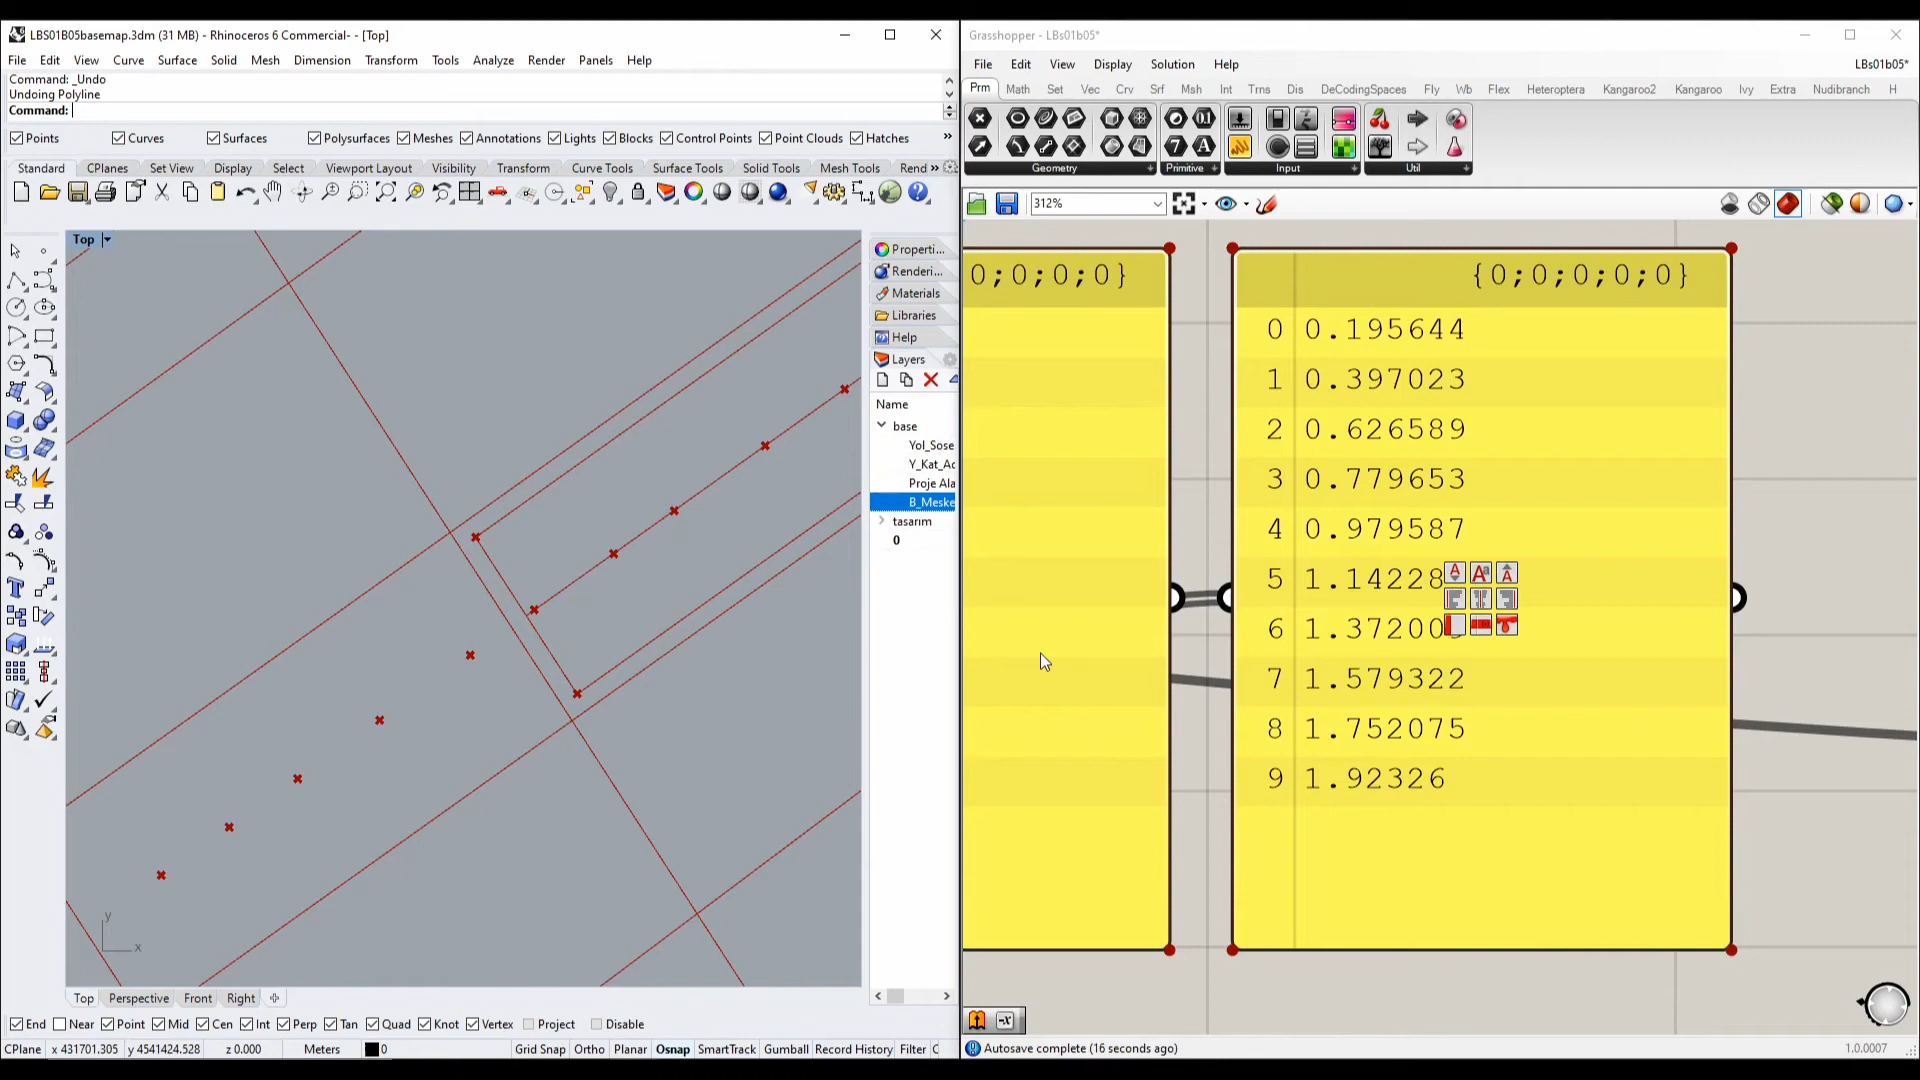 LBS01B05basemap.3dm (31 MB) - Rhinoceros 6 Commercial- - [Top]
File Edit View Curve Surface Solid Mesh Dimension Transform Tools Analyze Render Panels Help
Command: _Undo
Undoing Polyline
Command:
Points Curves Surfaces Polysurfaces Meshes Annotations Lights Blocks Control Points Point Clouds Hatches »
Standard CPlanes Set View Display Select Viewport Layout Visibility Transform Curve Tools Surface Tools Solid Tools Mesh Tools Rend »
Top
Properti...
Renderi...
Materials
Libraries
Help
Layers
Name
base
Yol_Sose
Y_Kat_Ac
Proje Ala
B_Meske
tasarım
0
y
x
Top Perspective Front Right
End Near Point Mid Cen Int Perp Tan Quad Knot Vertex Project Disable
CPlane x 431701.305 y 4541424.528 z 0.000 Meters 0 Grid Snap Ortho Planar Osnap SmartTrack Gumball Record History Filter C
Grasshopper - LBs01b05*
File Edit View Display Solution Help LBs01b05*
Prm Math Set Vec Crv Srf Msh Int Trns Dis DeCodingSpaces Fly Wb Flex Heteroptera Kangaroo2 Kangaroo Ivy Extra Nudibranch H
Geometry Primitive Input Util
312%
0;0;0;0} {0;0;0;0;0}
0 0.195644
1 0.397023
2 0.626589
3 0.779653
4 0.979587
5 1.14228
6 1.37200
7 1.579322
8 1.752075
9 1.92326
Autosave complete (16 seconds ago) 1.0.0007